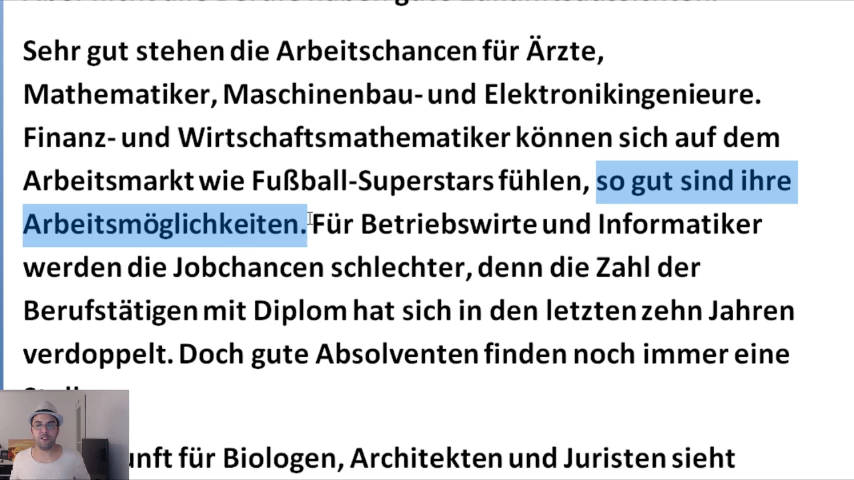 Sehr gut stehen die Arbeitschancen für Ärzte,
Mathematiker, Maschinenbau- und Elektronikingenieure.
Finanz- und Wirtschaftsmathematiker können sich auf dem
Arbeitsmarkt wie Fußball-Superstars fühlen, so gut sind ihre
Arbeitsmöglichkeiten. Für Betriebswirte und Informatiker
werden die Jobchancen schlechter, denn die Zahl der
Berufstätigen mit Diplom hat sich in den letzten zehn Jahren
verdoppelt. Doch gute Absolventen finden noch immer eine
für Biologen, Architekten und Juristen sieht